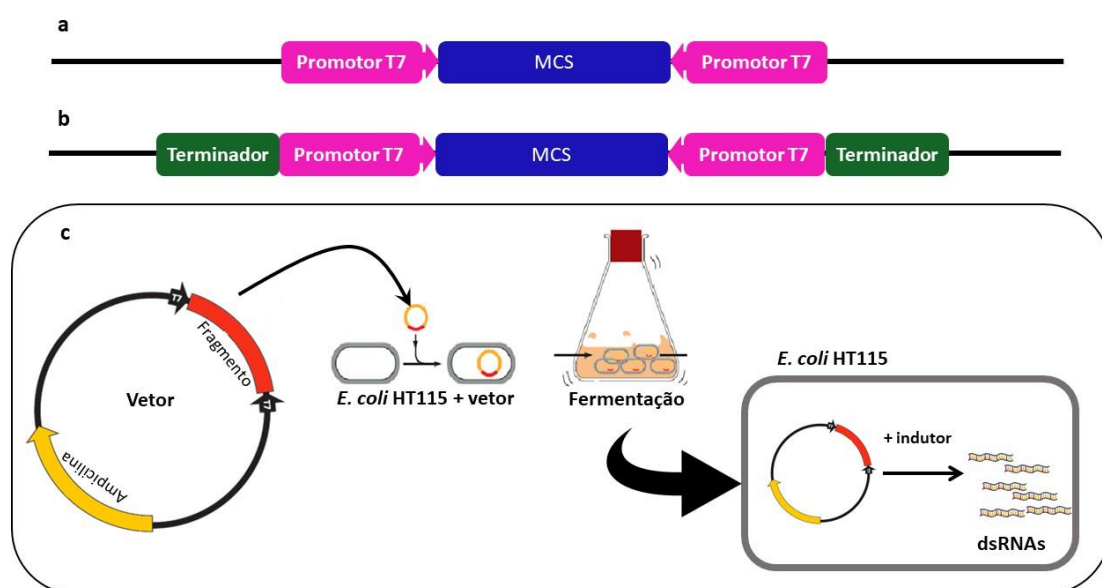 a
Promotor T7
MCS
Promotor T7
b
Terminador
Promotor T7
MCS
Promotor T7
Terminador
c
T7
Fragmento
T7
Vetor
Ampicilina
E. coli HT115 + vetor
Fermentação
E. coli HT115
+ indutor
dsRNAs